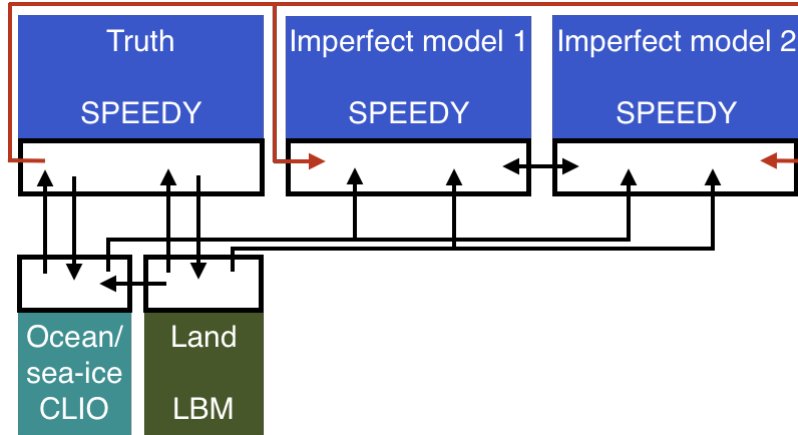 Truth
SPEEDY
Imperfect model 1
SPEEDY
Imperfect model 2
SPEEDY
Ocean/
sea-ice
CLIO
Land
LBM